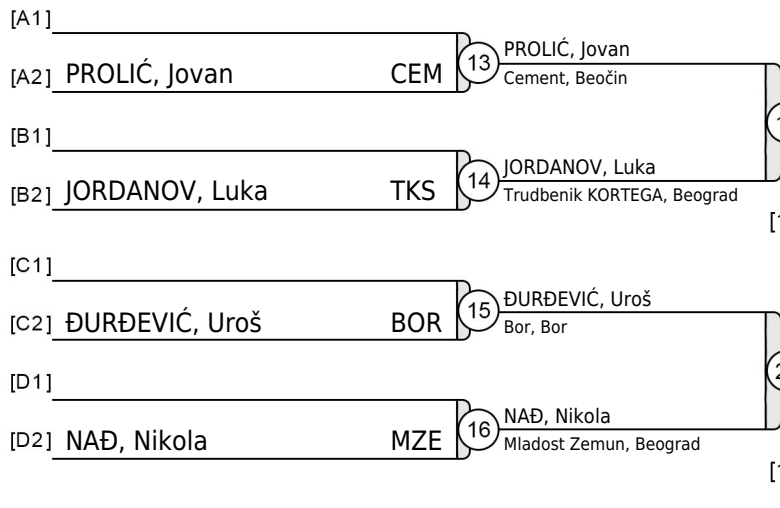 [A1]
[A2] PROLIĆ, Jovan CEM
13
PROLIĆ, Jovan
Cement, Beočin
[B1]
[B2] JORDANOV, Luka TKS
14
JORDANOV, Luka
Trudbenik KORTEGA, Beograd
[C1]
[C2] ĐURĐEVIĆ, Uroš BOR
15
ĐURĐEVIĆ, Uroš
Bor, Bor
[D1]
[D2] NAĐ, Nikola MZE
16
NAĐ, Nikola
Mladost Zemun, Beograd